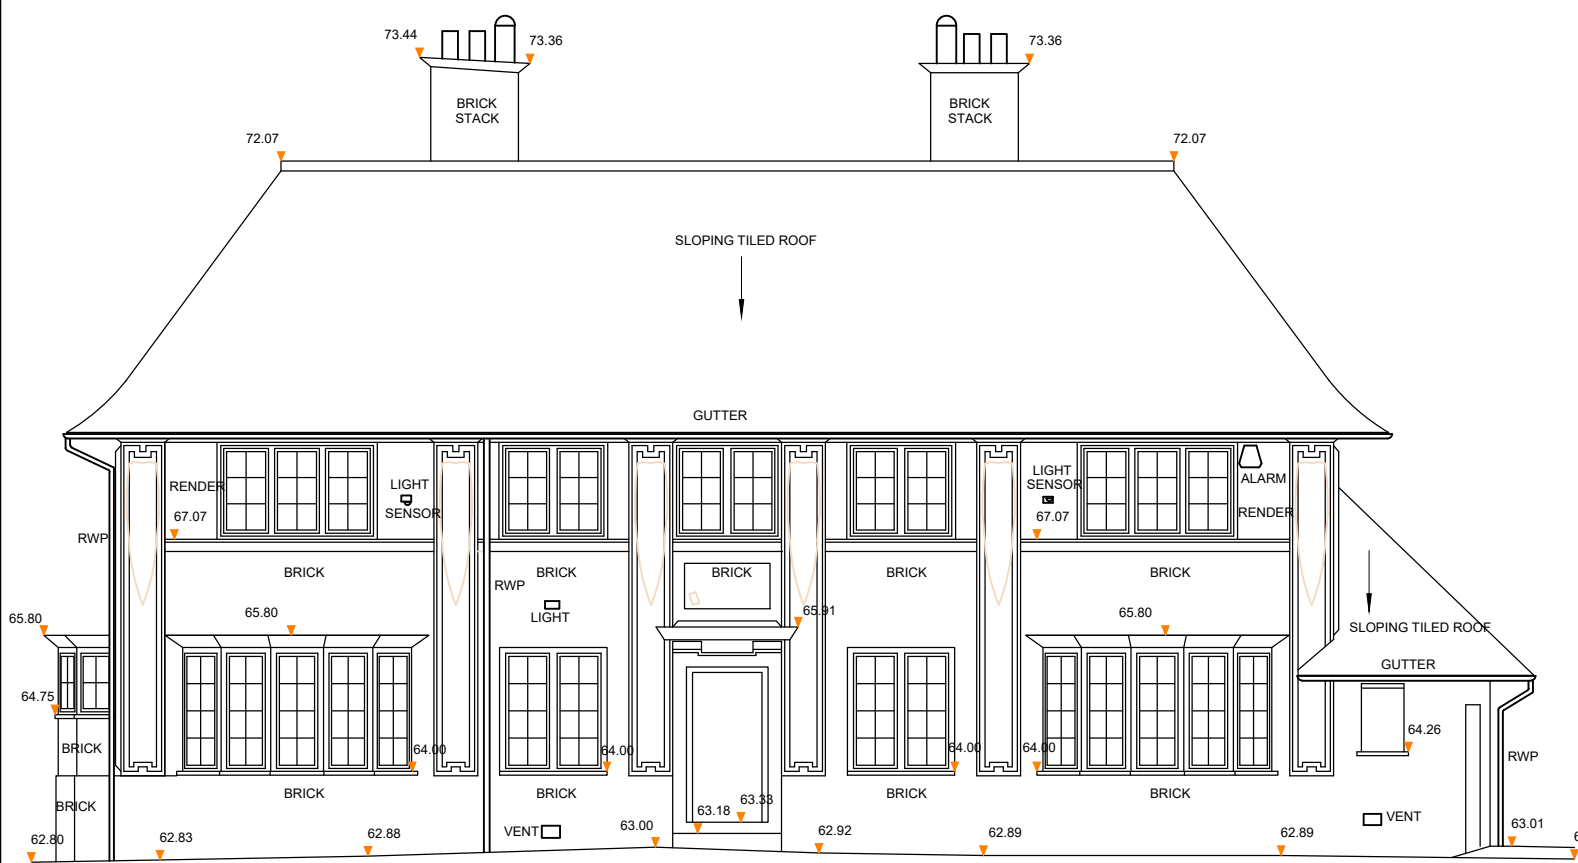 73.44
73.36
73.36
BRICK
STACK
BRICK
STACK
72.07
72.07
SLOPING TILED ROOF
GUTTER
RENDER
LIGHT
SENSOR
LIGHT
SENSOR
ALARM
RENDER
67.07
67.07
RWP
BRICK
RWP
BRICK
BRICK
BRICK
BRICK
LIGHT
65.80
65.80
65.91
65.80
SLOPING TILED ROOF
GUTTER
64.75
BRICK
64.00
64.00
64.00
64.00
64.26
RWP
BRICK
BRICK
BRICK
BRICK
BRICK
63.18
63.33
VENT
VENT
62.80
62.83
62.88
63.00
62.92
62.89
62.89
63.01